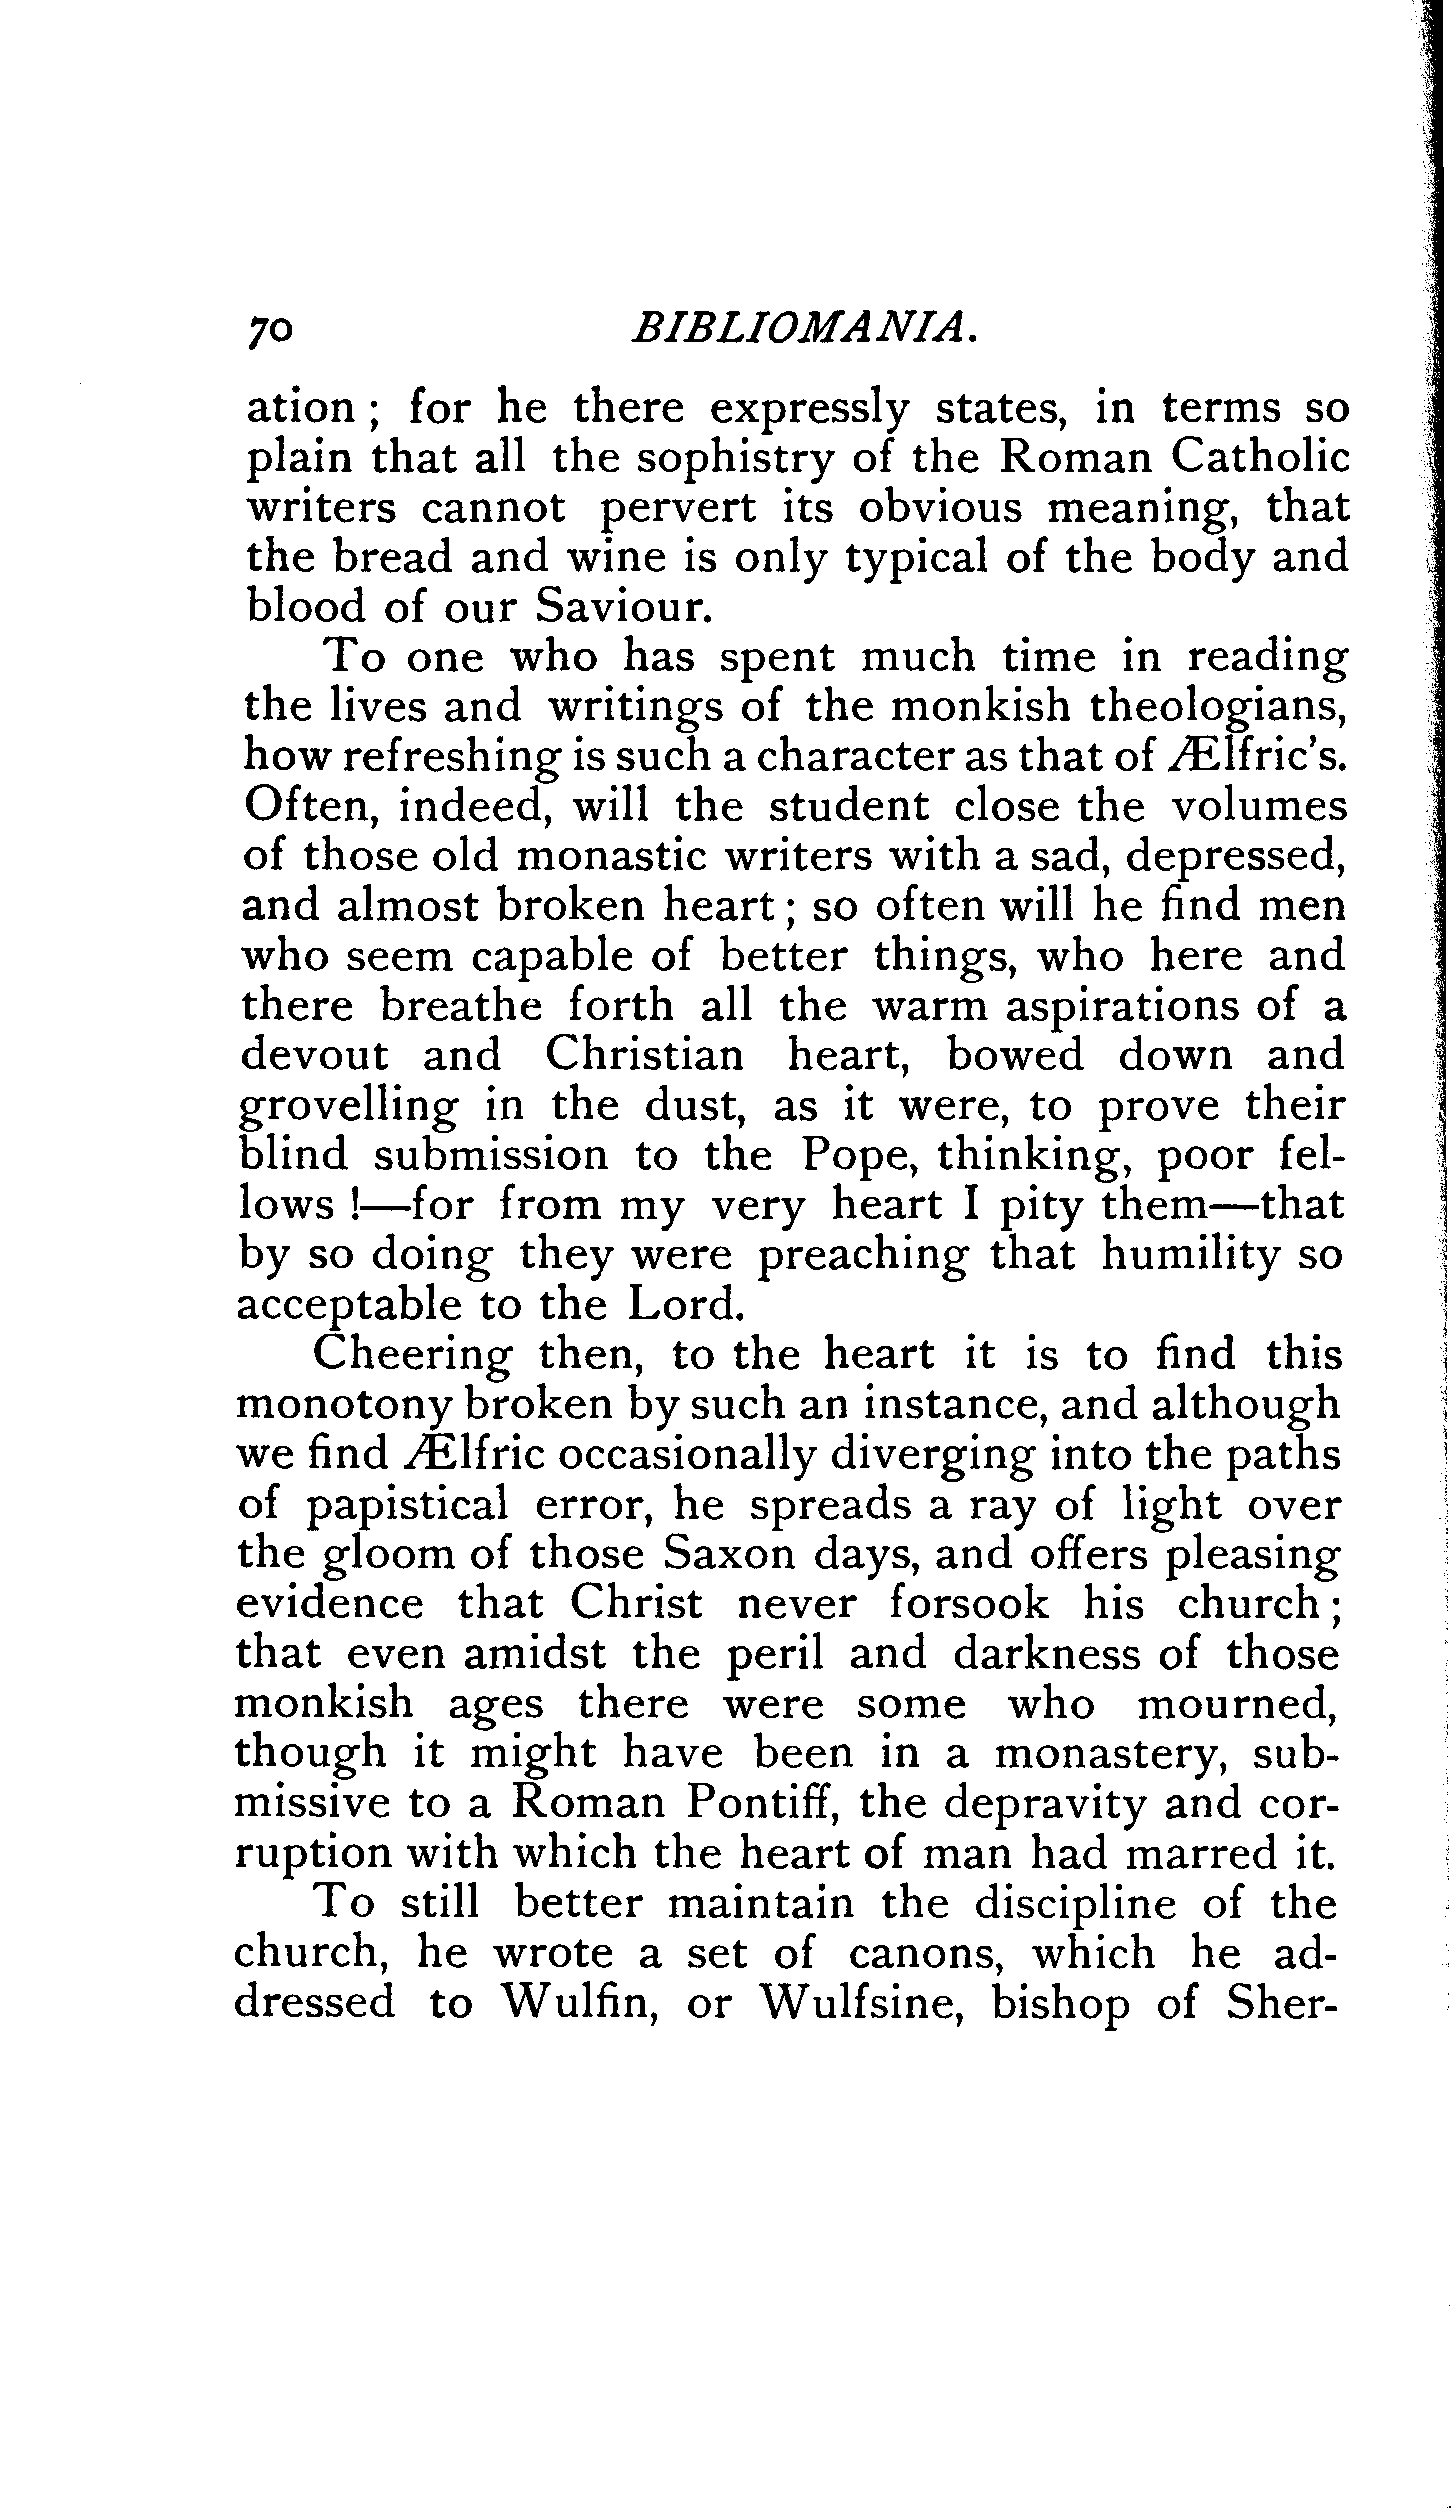 70 BIBLIOMANIA.
ation ; for he there expressly states, in terms so
plain that all the sophistry of the Roman Catholic
writers cannot pervert its obvious meaning, that
the bread and wine is only typical of the body and
blood of our Saviour.
To one who has spent much time in reading
the lives and writings of the monkish theologians,
how refreshing is such a character as that of Ælfric's.
Often, indeed, will the student close the volumes
of those old monastic writers with a sad, depressed,
and almost broken heart ; so often will he find men
who seem capable of better things, who here and
there breathe forth all the warm aspirations of a
devout and Christian heart, bowed down and
grovelling in the dust, as it were, to prove their
blind submission to the Pope, thinking, poor fel-
lows !—for from my very heart I pity them—that
by so doing they were preaching that humility so
acceptable to the Lord.
Cheering then, to the heart it is to find this
monotony broken by such an instance, and although
we find Ælfric occasionally diverging into the paths
of papistical error, he spreads a ray of light over
the gloom of those Saxon days, and offers pleasing
evidence that Christ never forsook his church ;
that even amidst the peril and darkness of those
monkish ages there were some who mourned,
though it might have been in a monastery, sub-
missive to a Roman Pontiff, the depravity and cor-
ruption with which the heart of man had marred it.
To still better maintain the discipline of the
church, he wrote a set of canons, which he ad-
dressed to Wulfin, or Wulfsine, bishop of Sher-